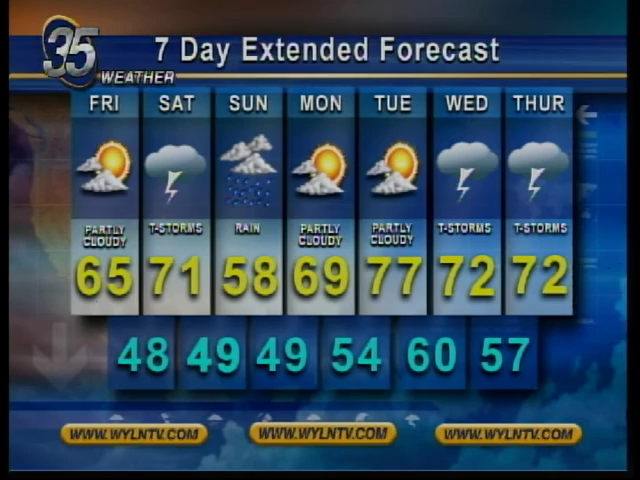 35
WEATHER
7 Day Extended Forecast
FRI SAT SUN MON TUE WED THUR
PARTLY CLOUDY T-STORMS RAIN PARTLY CLOUDY PARTLY CLOUDY T-STORMS T-STORMS
65 71 58 69 77 72 72
48 49 49 54 60 57
WWW.WYLNTV.COM WWW.WYLNTV.COM WWW.WYLNTV.COM